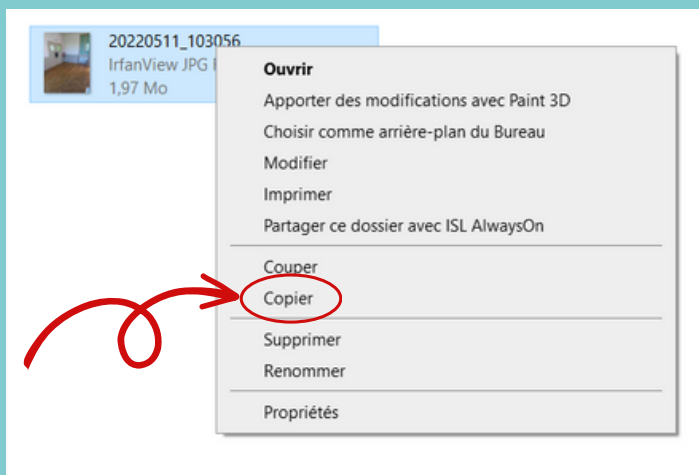 20220511_103056
IrfanView JPG
1,97 Mo
Ouvrir
Apporter des modifications avec Paint 3D
Choisir comme arrière-plan du Bureau
Modifier
Imprimer
Partager ce dossier avec ISL AlwaysOn
Couper
Copier
Supprimer
Renommer
Propriétés